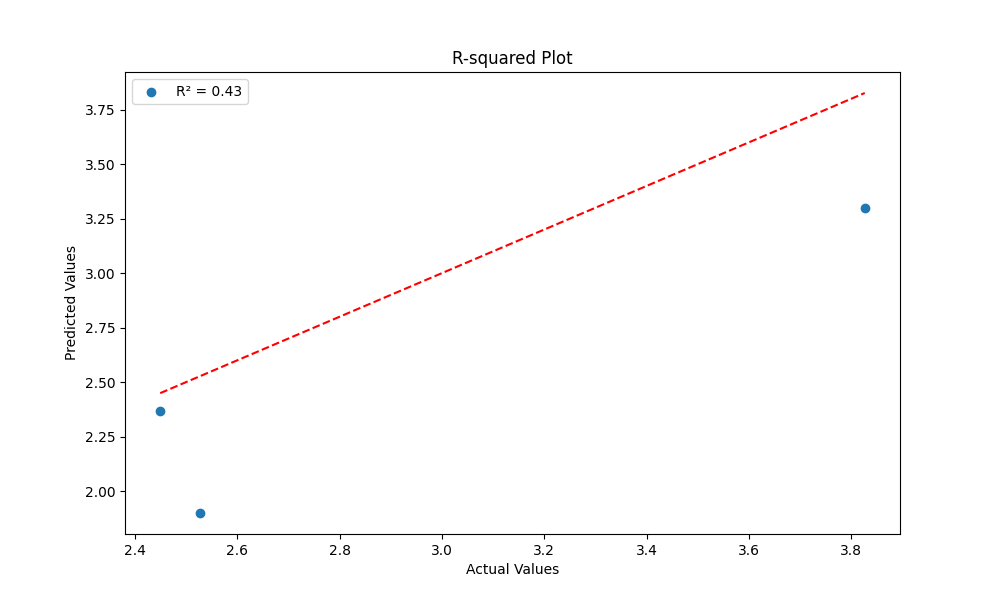 R-squared Plot
R² = 0.43
3.75
3.50
3.25
3.00
2.75
2.50
2.25
2.00
Predicted Values
2.4 2.6 2.8 3.0 3.2 3.4 3.6 3.8
Actual Values